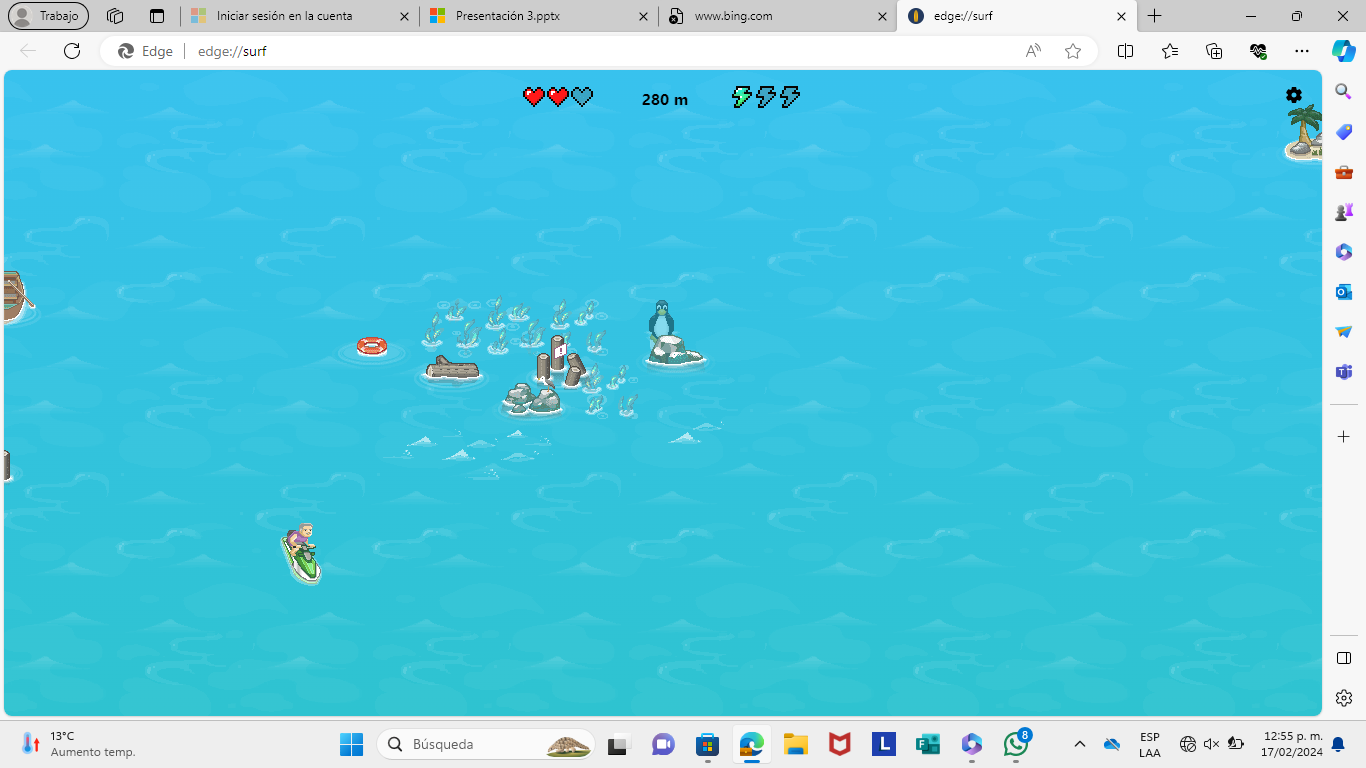 Trabajo
Iniciar sesión en la cuenta
Presentación 3.pptx
www.bing.com
edge://surf
Edge
edge://surf
280 m
13°C
Aumento temp.
Búsqueda
8
ESP
LAA
12:55 p. m.
17/02/2024